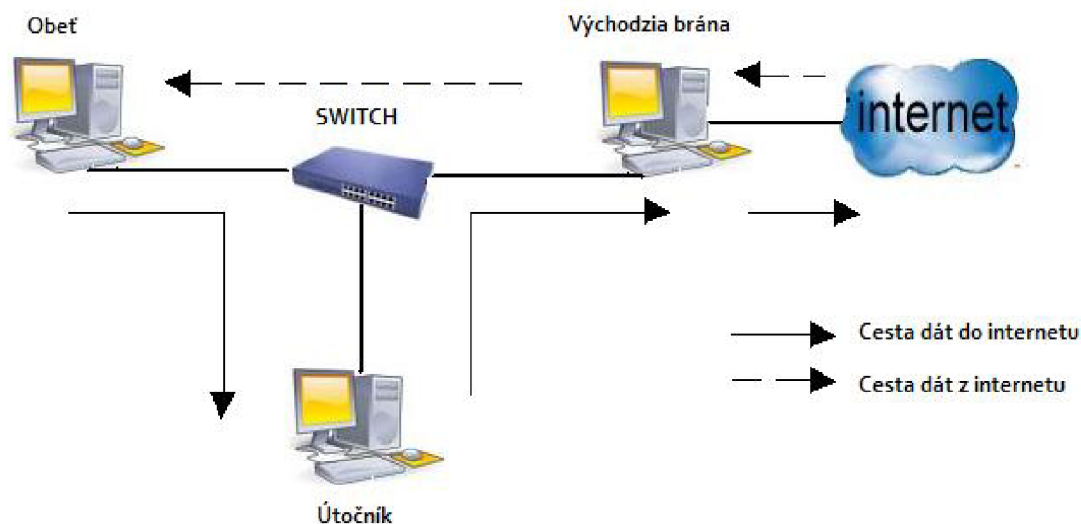 Obeť
Východzia brána
SWITCH
internet
Cesta dát do internetu
Cesta dát z internetu
Útočník